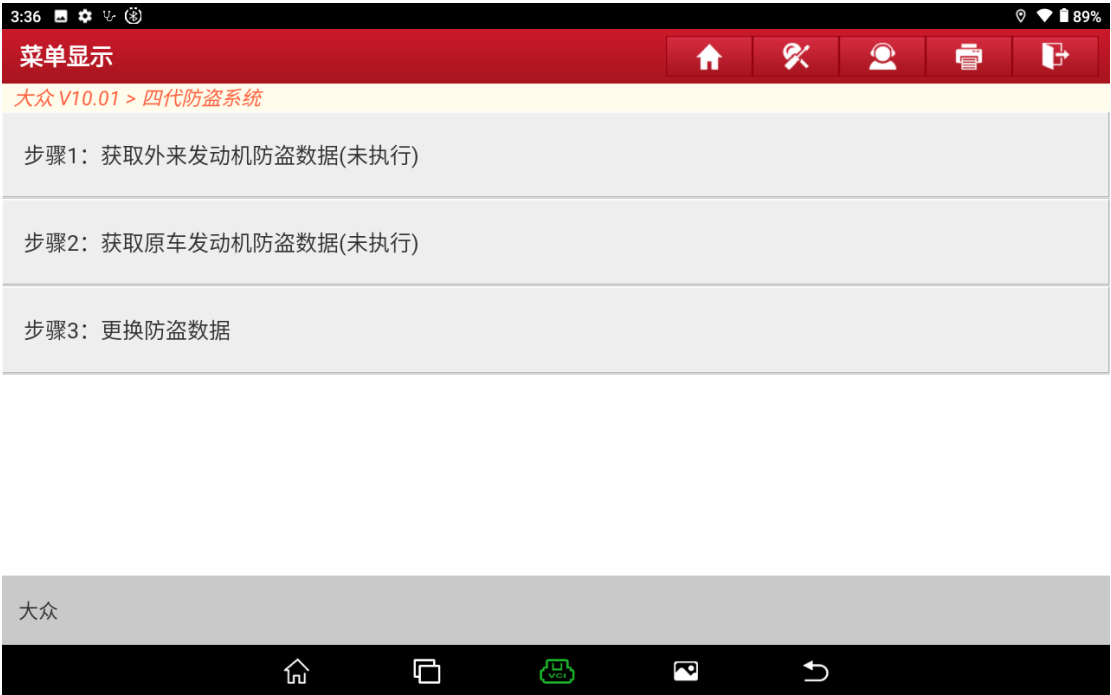 3:36
89%
菜单显示
大众 V10.01 > 四代防盗系统
步骤1：获取外来发动机防盗数据(未执行)
步骤2：获取原车发动机防盗数据(未执行)
步骤3：更换防盗数据
大众
VCI